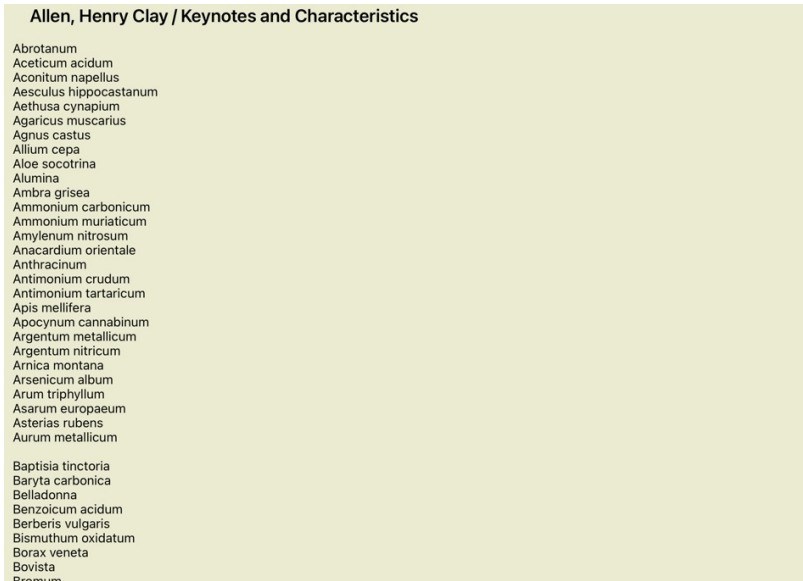 Allen, Henry Clay / Keynotes and Characteristics
Abrotanum
Aceticum acidum
Aconitum napellus
Aesculus hippocastanum
Aethusa cynapium
Agaricus muscarius
Agnus castus
Allium cepa
Aloe socotrina
Alumina
Ambra grisea
Ammonium carbonicum
Ammonium muriaticum
Amylenum nitrosum
Anacardium orientale
Anthracinum
Antimonium crudum
Antimonium tartaricum
Apis mellifera
Apocynum cannabinum
Argentum metallicum
Argentum nitricum
Arnica montana
Arsenicum album
Arum triphyllum
Asarum europaeum
Asterias rubens
Aurum metallicum
Baptisia tinctoria
Baryta carbonica
Belladonna
Benzoicum acidum
Berberis vulgaris
Bismuthum oxidatum
Borax veneta
Bovista
Bromum